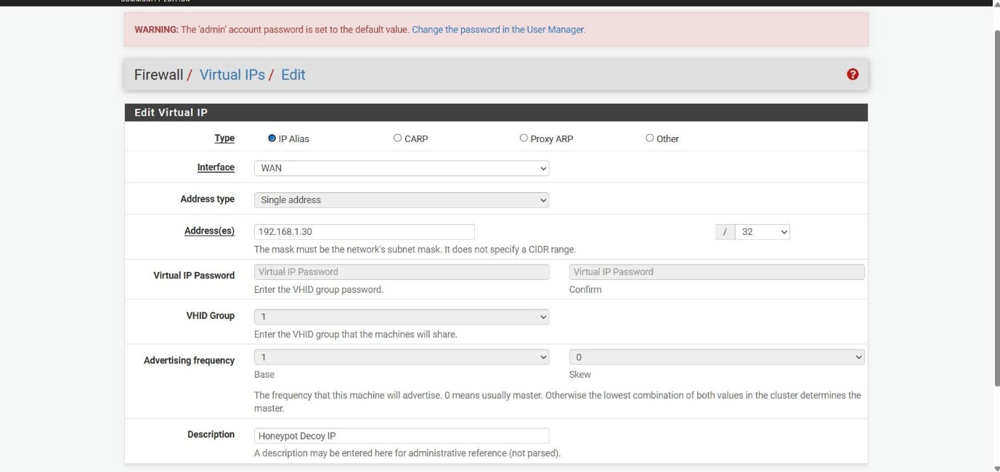 COMMUNITY EDITION
WARNING: The 'admin' account password is set to the default value. Change the password in the User Manager.
Firewall / Virtual IPs / Edit
Edit Virtual IP
Type IP Alias CARP Proxy ARP Other
Interface WAN
Address type Single address
Address(es) 192.168.1.30 / 32
The mask must be the network's subnet mask. It does not specify a CIDR range.
Virtual IP Password Virtual IP Password Virtual IP Password
Enter the VHID group password. Confirm
VHID Group 1
Enter the VHID group that the machines will share.
Advertising frequency 1 0
Base Skew
The frequency that this machine will advertise. 0 means usually master. Otherwise the lowest combination of both values in the cluster determines the
master.
Description Honeypot Decoy IP
A description may be entered here for administrative reference (not parsed).